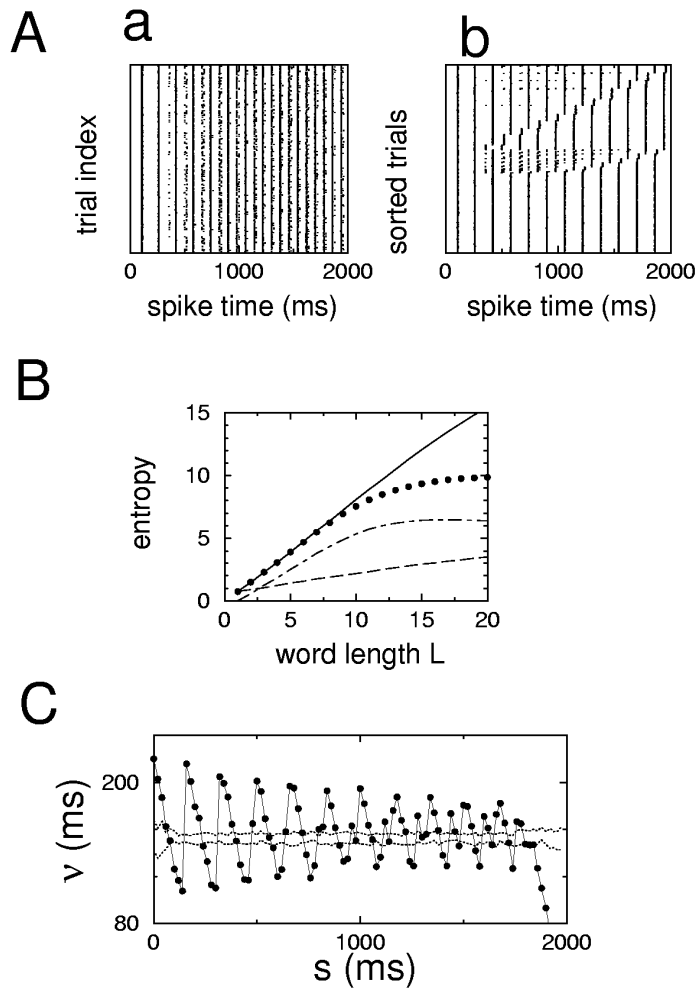 A
a
b
trial index
sorted trials
0 1000 2000
0 1000 2000
spike time (ms)
spike time (ms)
B
15
10
5
0
entropy
0 5 10 15 20
word length L
C
200
80
ν (ms)
0 1000 2000
s (ms)